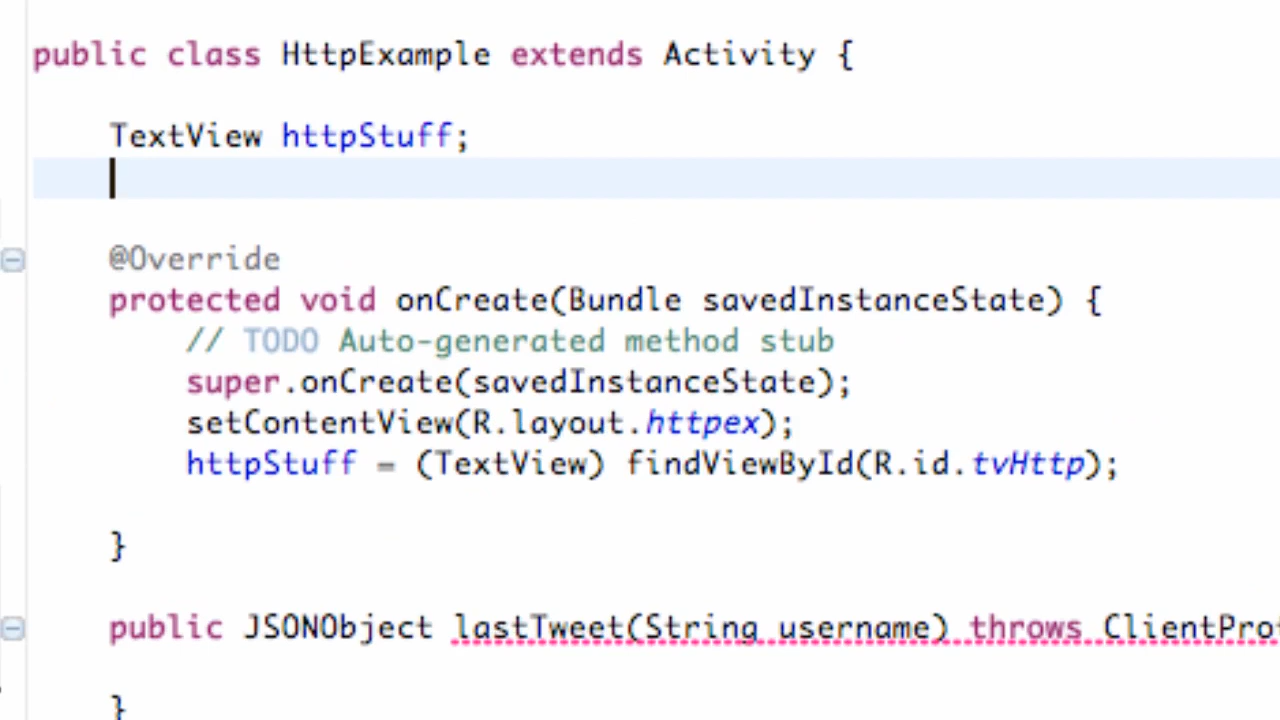 public class HttpExample extends Activity {
TextView httpStuff;
@Override
protected void onCreate(Bundle savedInstanceState) {
// TODO Auto-generated method stub
super.onCreate(savedInstanceState);
setContentView(R.layout.httpex);
httpStuff = (TextView) findViewById(R.id.tvHttp);
}
public JSONObject lastTweet(String username) throws
}